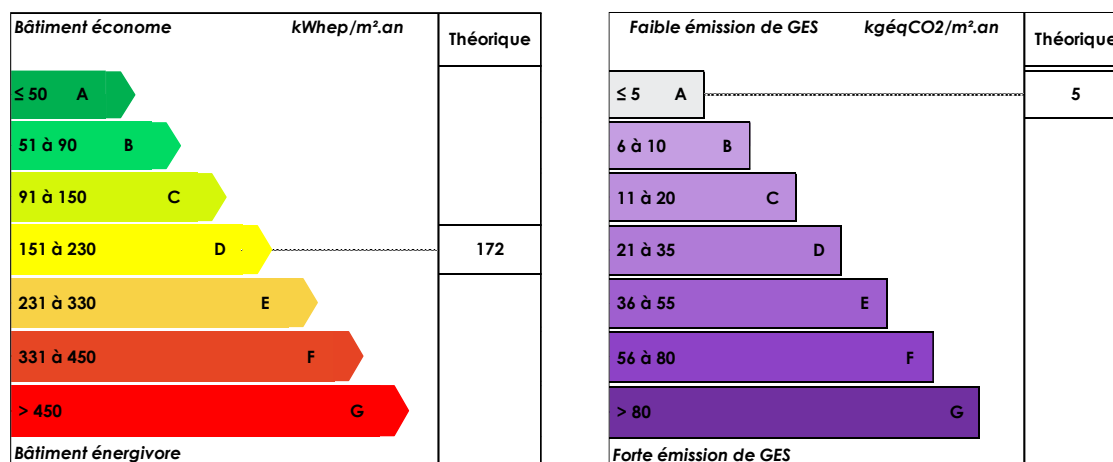 Bâtiment économe kWhep/m².an Théorique
≤ 50 A
51 à 90 B
91 à 150 C
151 à 230 D 172
231 à 330 E
331 à 450 F
> 450 G
Bâtiment énergivore
Faible émission de GES kgéqCO2/m².an Théorique
≤ 5 A 5
6 à 10 B
11 à 20 C
21 à 35 D
36 à 55 E
56 à 80 F
> 80 G
Forte émission de GES